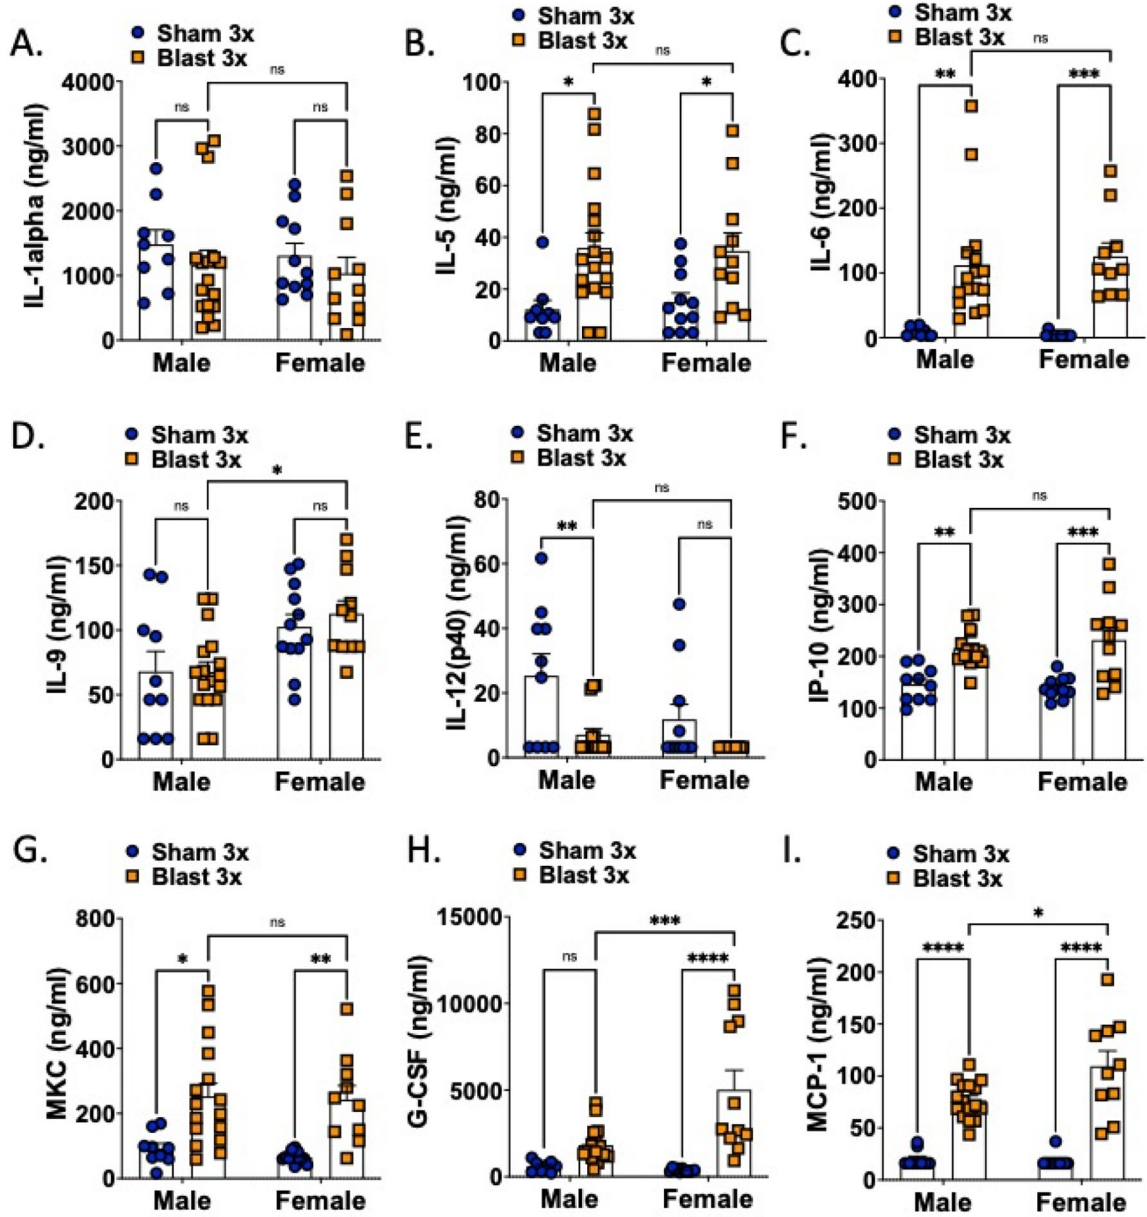 A.
Sham 3x
Blast 3x
IL-1alpha (ng/ml)
4000
3000
2000
1000
0
ns
ns
ns
Male
Female
B.
Sham 3x
Blast 3x
IL-5 (ng/ml)
100
80
60
40
20
0
ns
*
*
Male
Female
C.
Sham 3x
Blast 3x
IL-6 (ng/ml)
400
300
200
100
0
ns
**
***
Male
Female
D.
Sham 3x
Blast 3x
IL-9 (ng/ml)
200
150
100
50
0
*
ns
ns
Male
Female
E.
Sham 3x
Blast 3x
IL-12(p40) (ng/ml)
80
60
40
20
0
ns
**
ns
Male
Female
F.
Sham 3x
Blast 3x
IP-10 (ng/ml)
500
400
300
200
100
0
ns
**
***
Male
Female
G.
Sham 3x
Blast 3x
MKC (ng/ml)
800
600
400
200
0
ns
*
**
Male
Female
H.
Sham 3x
Blast 3x
G-CSF (ng/ml)
15000
10000
5000
0
***
ns
****
Male
Female
I.
Sham 3x
Blast 3x
MCP-1 (ng/ml)
250
200
150
100
50
0
*
****
****
Male
Female